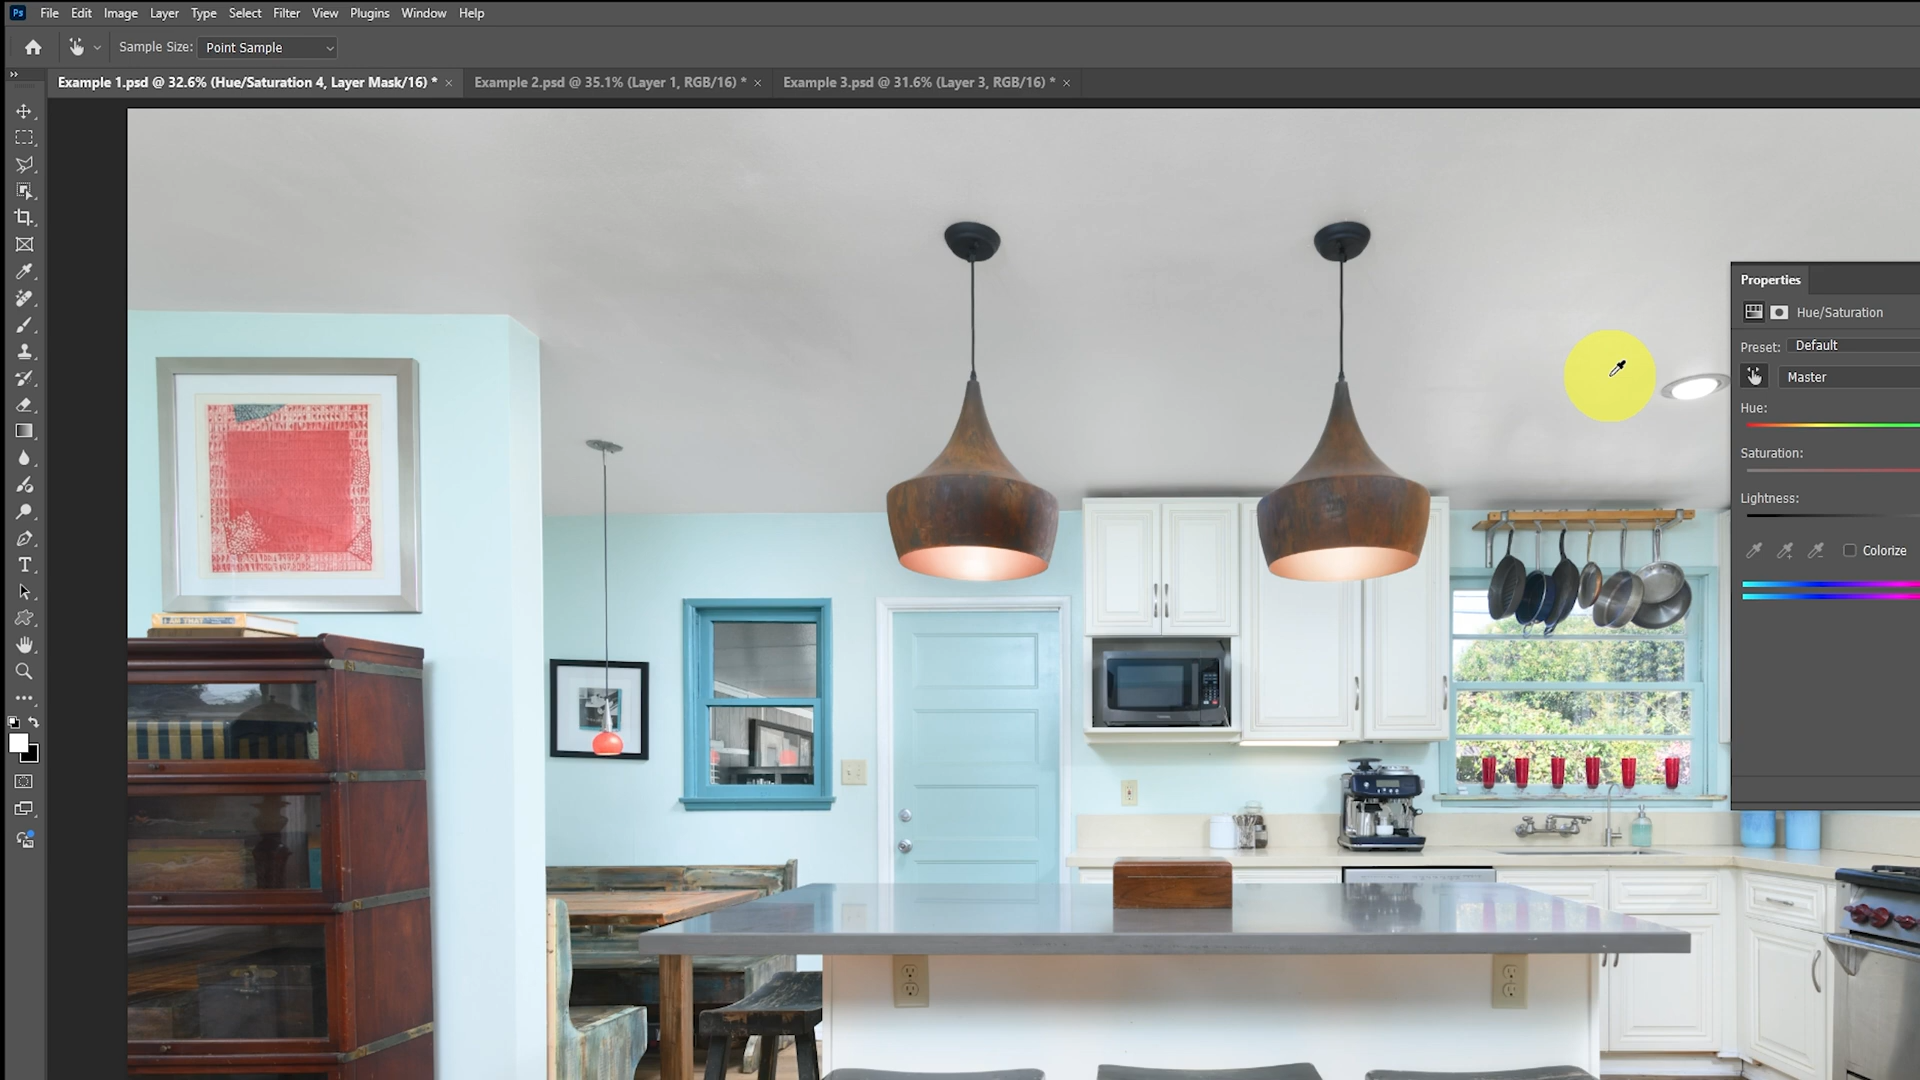 Ps File Edit Image Layer Type Select Filter View Plugins Window Help
Sample Size: Point Sample
Example 1.psd @ 32.6% (Hue/Saturation 4, Layer Mask/16) * × Example 2.psd @ 35.1% (Layer 1, RGB/16) * × Example 3.psd @ 31.6% (Layer 3, RGB/16) * ×
Properties
Hue/Saturation
Preset: Default
Master
Hue:
Saturation:
Lightness:
Colorize
I AM THAT
T